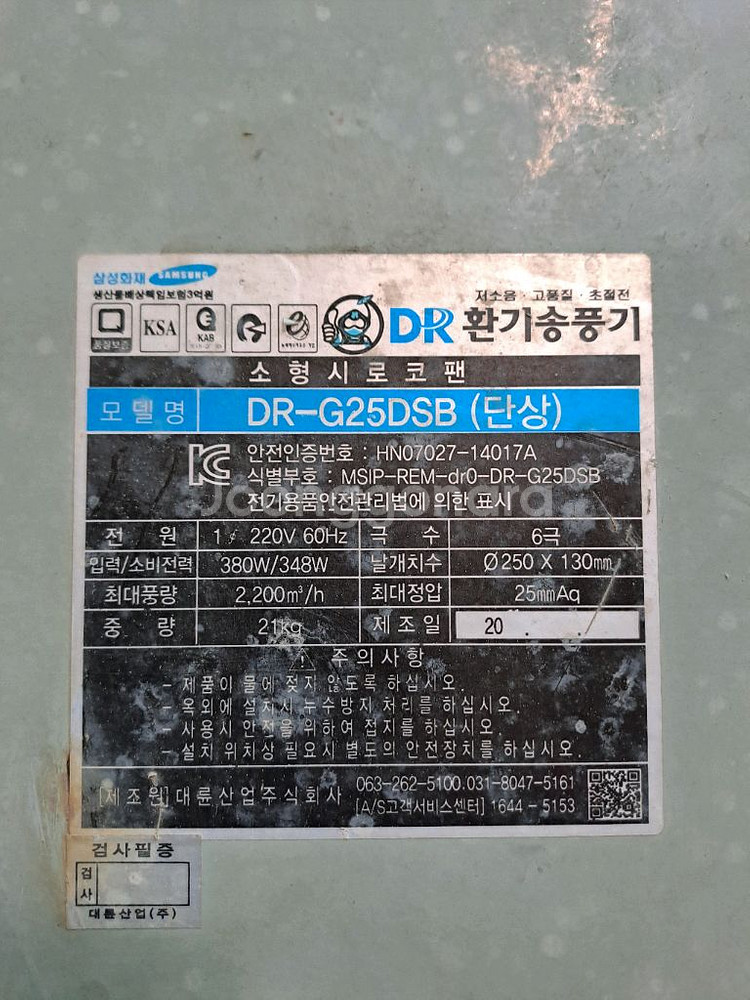 삼성화재 SAMSUNG
생산물배상책임보험3억원
저소음 · 고품질 · 초절전
품질보증 KSA KAB DR 환기송풍기
소형시로코팬
모델명 DR-G25DSB (단상)
안전인증번호 : HN07027-14017A
식별부호 : MSIP-REM-dr0-DR-G25DSB
전기용품안전관리법에 의한 표시
전 원 1∮ 220V 60Hz 극 수 6극
입력/소비전력 380W/348W 날개치수 Ø250 X 130mm
최대풍량 2,200m³/h 최대정압 25mmAq
중 량 21kg 제조일 20 . /
주의사항
- 제품이 물에 젖지 않도록 하십시오.
- 옥외에 설치시 누수방지 처리를 하십시오.
- 사용시 안전을 위하여 접지를 하십시오.
- 설치 위치상 필요시 별도의 안전장치를 하십시오.
[제조원]대륜산업주식회사 063-262-5100.031-8047-5161
[A/S고객서비스센터] 1644-5153
검사필증
검사
대륜산업(주)